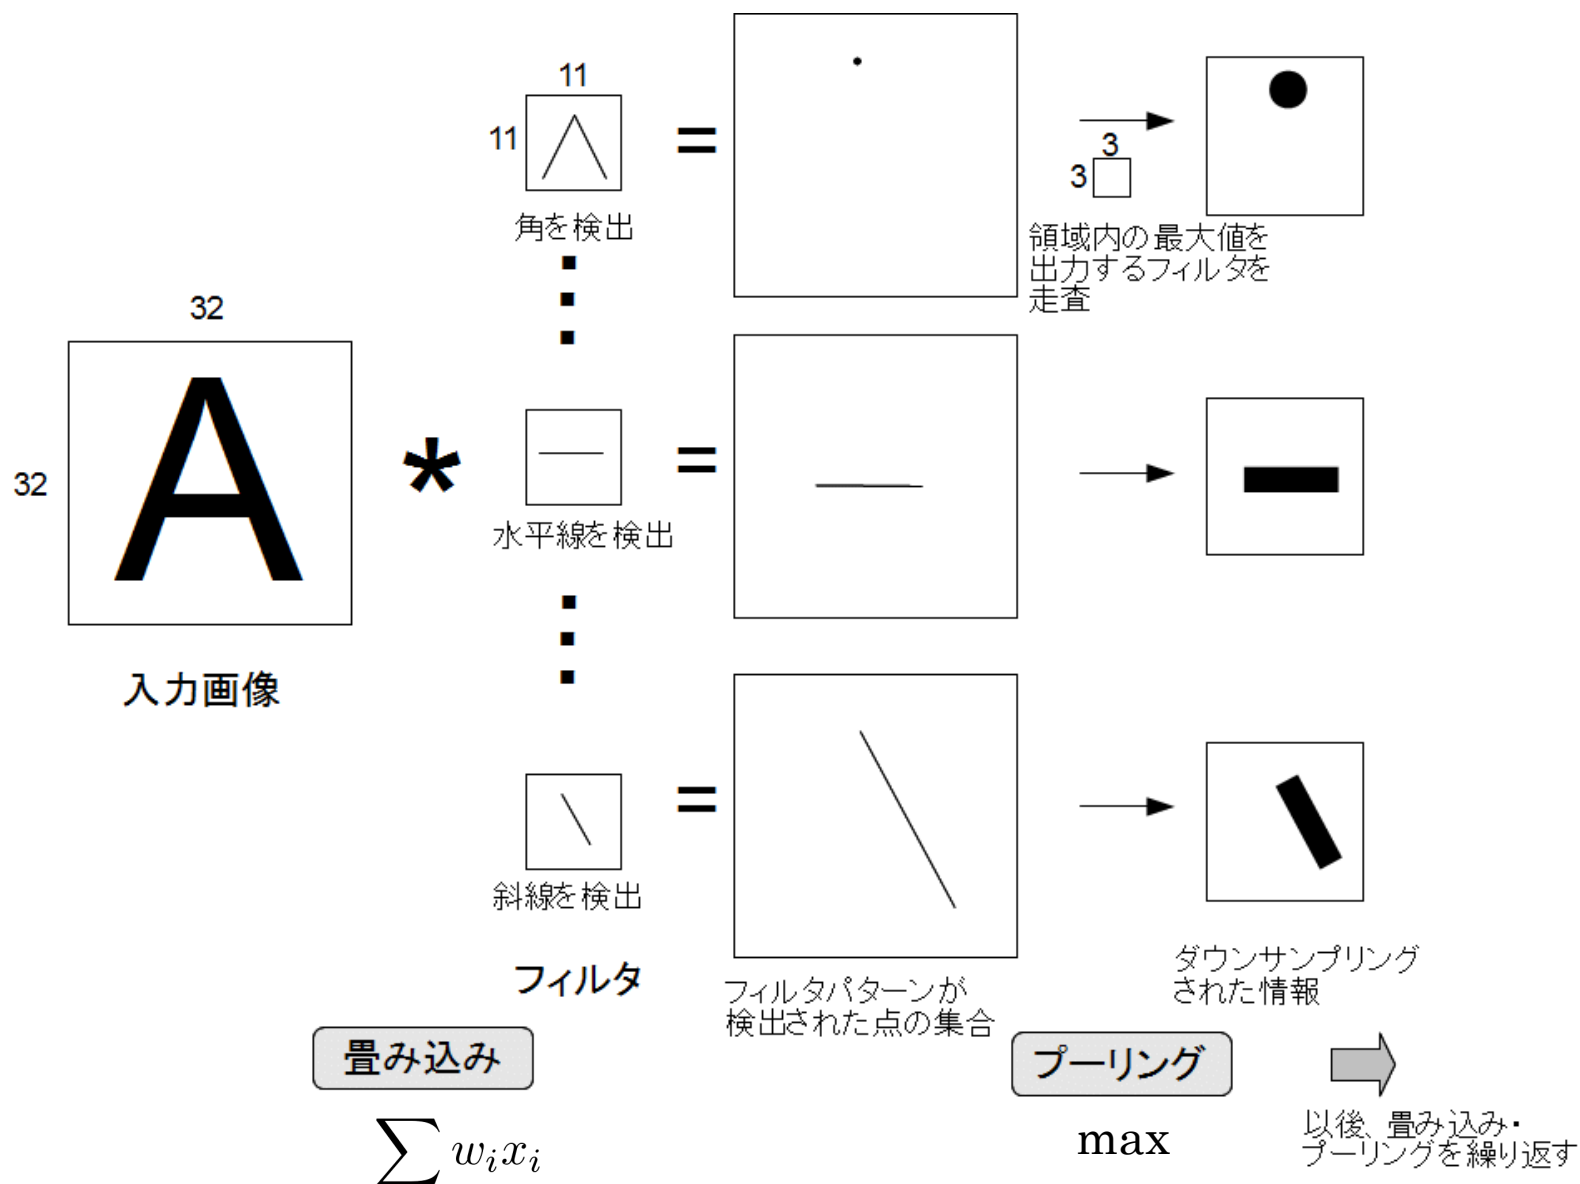 32
32
A
入力画像
*
11
11
角を検出
水平線を検出
斜線を検出
フィルタ
=
=
=
フィルタパターンが
検出された点の集合
3
3
領域内の最大値を
出力するフィルタを
走査
ダウンサンプリング
された情報
畳み込み
∑ wᵢxᵢ
プーリング
max
以後、畳み込み・
プーリングを繰り返す